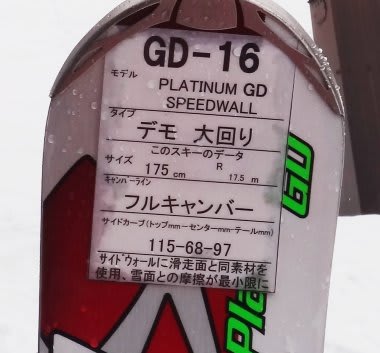 GD-16
モデル
PLATINUM GD
SPEEDWALL
タイプ
デモ 大回り
このスキーのデータ
サイズ 175 cm R 17.5 m
キャンバーライン
フルキャンバー
サイドカーブ(トップmm-センターmm-テールmm)
115-68-97
サイドウォールに滑走面と同素材を
使用、雪面との摩擦が最小限に
GD
Pla